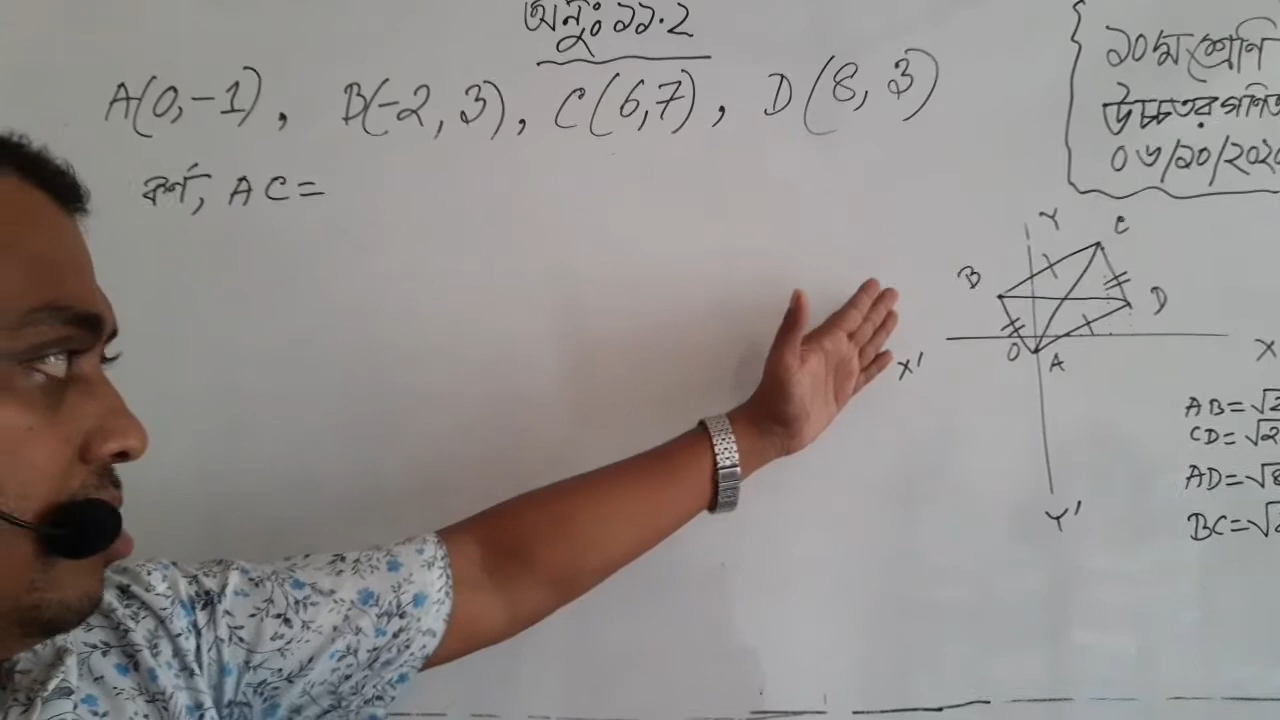 অনুঃ ১১.২
A(0,-1), B(-2, 3), C(6,7), D(8, 3)
কর্ণ, AC=
১০ম শ্রেণি
উচ্চতর গণিত
০৬/১০/২০২
Y
C
B
D
O
A
X'
X
Y'
AB=√2
CD=√2
AD=√8
BC=√